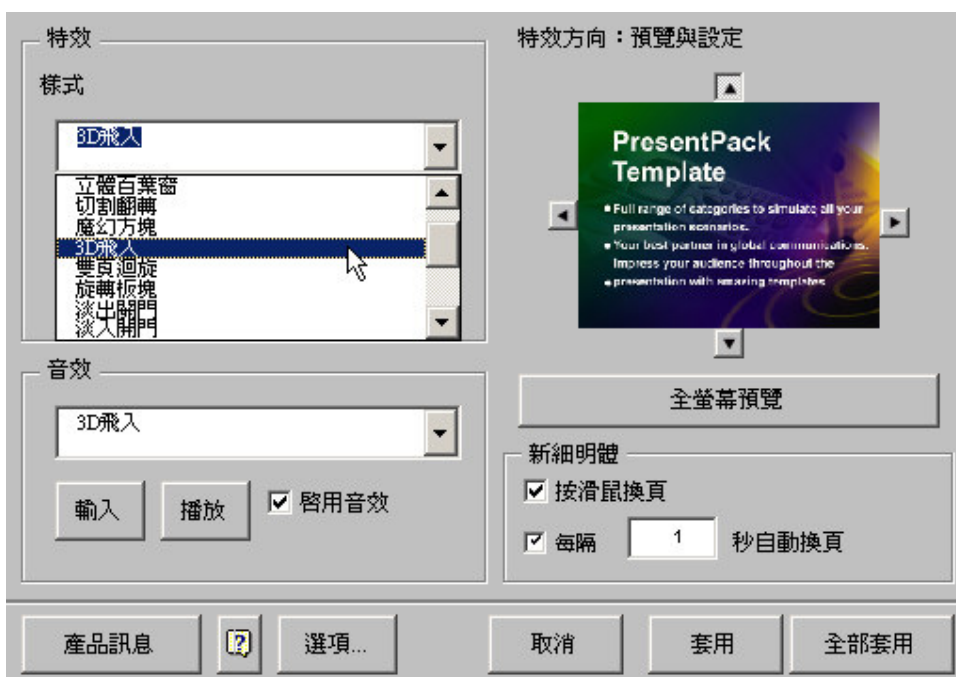 特效
樣式
3D飛入
立體百葉窗
切割翻轉
魔幻方塊
3D飛入
雙頁迴旋
旋轉板塊
淡出開門
淡入開門
音效
3D飛入
輸入
播放
啓用音效
特效方向：預覽與設定
PresentPack
Template
Full range of categories to simulate all your
presentation scenarios.
Your best partner in global communications.
Impress your audience throughout the
presentation with amazing templates
全螢幕預覽
新細明體
按滑鼠換頁
每隔 1 秒自動換頁
產品訊息
選項...
取消
套用
全部套用